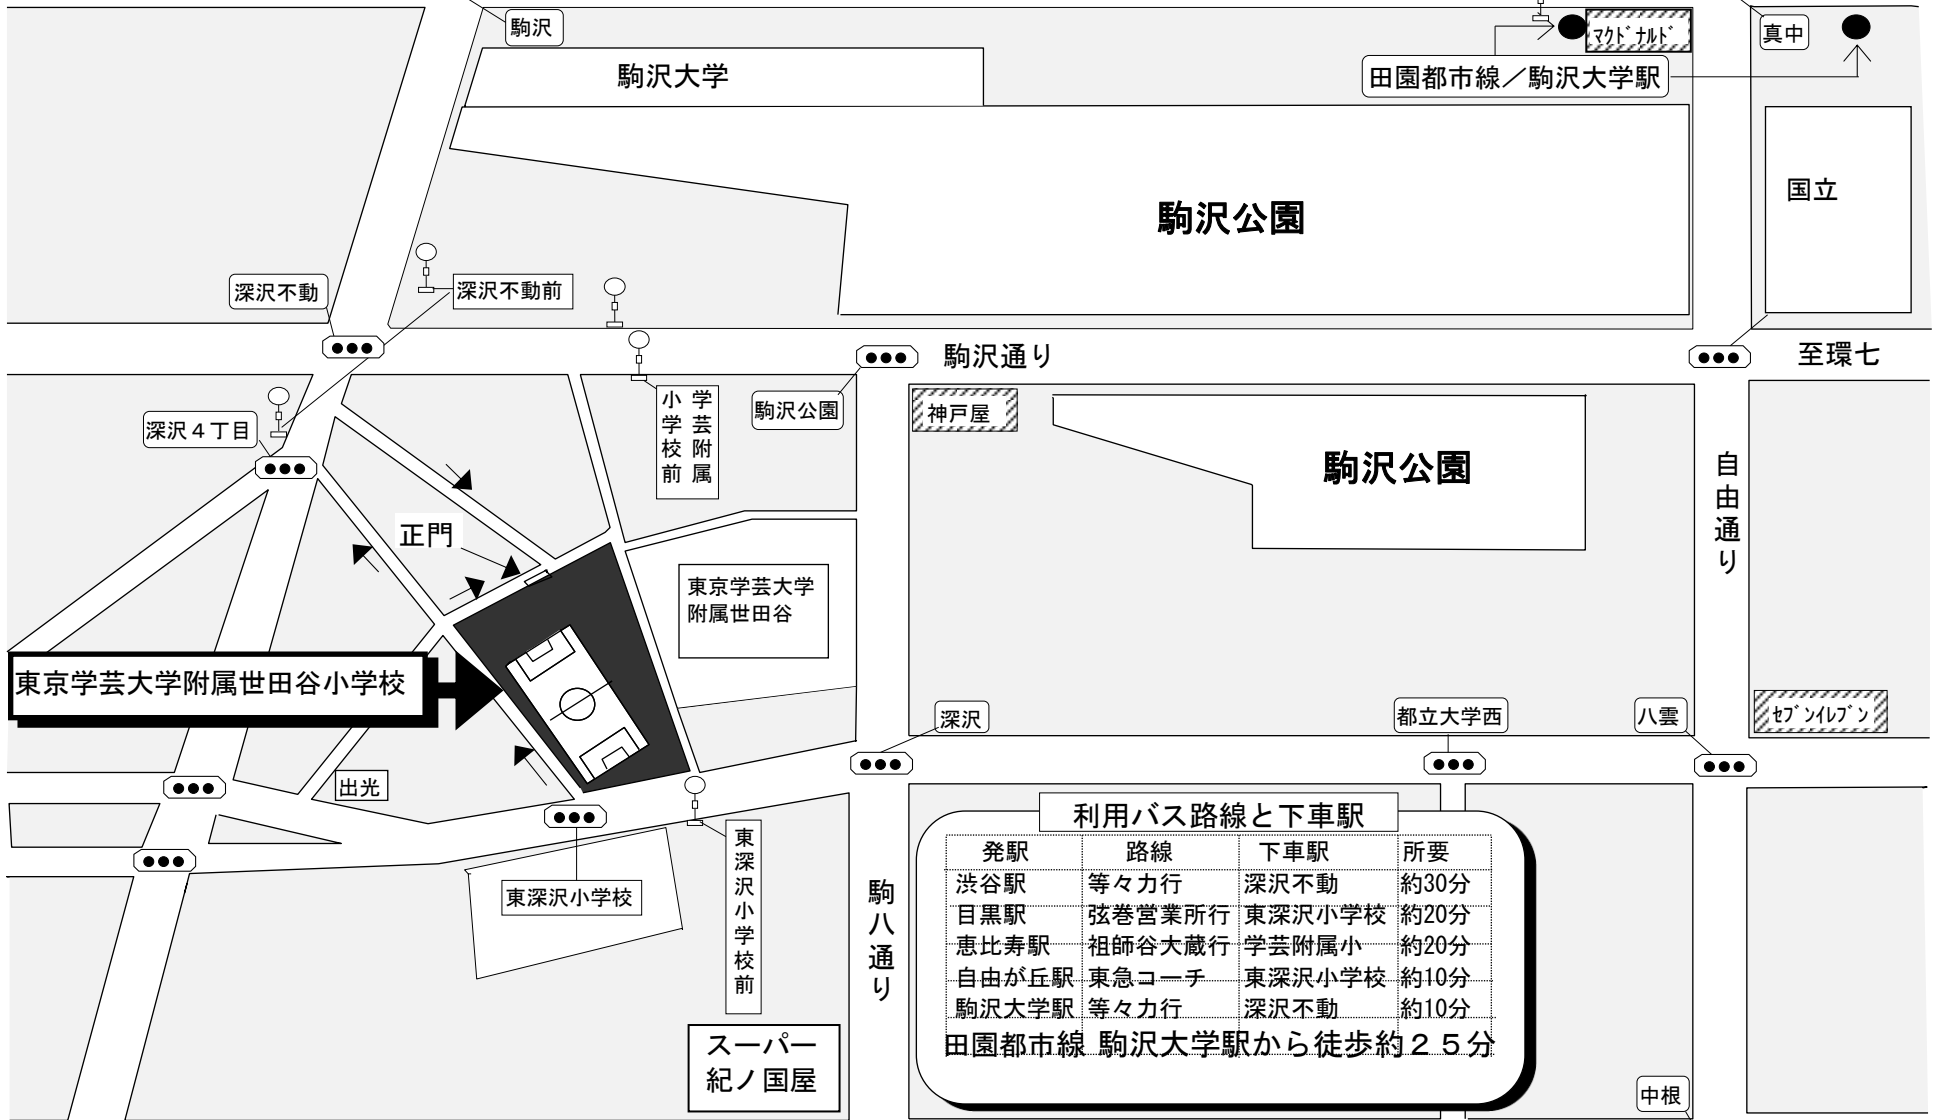 駒沢
マクドナルド
真中
駒沢大学
田園都市線／駒沢大学駅
駒沢公園
国立
深沢不動
深沢不動前
駒沢通り
至環七
学芸附属
小学校前
駒沢公園
神戸屋
深沢４丁目
駒沢公園
自由通り
正門
東京学芸大学
附属世田谷
東京学芸大学附属世田谷小学校
深沢
都立大学西
八雲
セブンイレブン
出光
東深沢小学校
東深沢小学校前
駒八通り
スーパー
紀ノ国屋
利用バス路線と下車駅
発駅 路線 下車駅 所要
渋谷駅 等々力行 深沢不動 約30分
目黒駅 弦巻営業所行 東深沢小学校 約20分
恵比寿駅 祖師谷大蔵行 学芸附属小 約20分
自由が丘駅 東急コーチ 東深沢小学校 約10分
駒沢大学駅 等々力行 深沢不動 約10分
田園都市線 駒沢大学駅から徒歩約２５分
中根